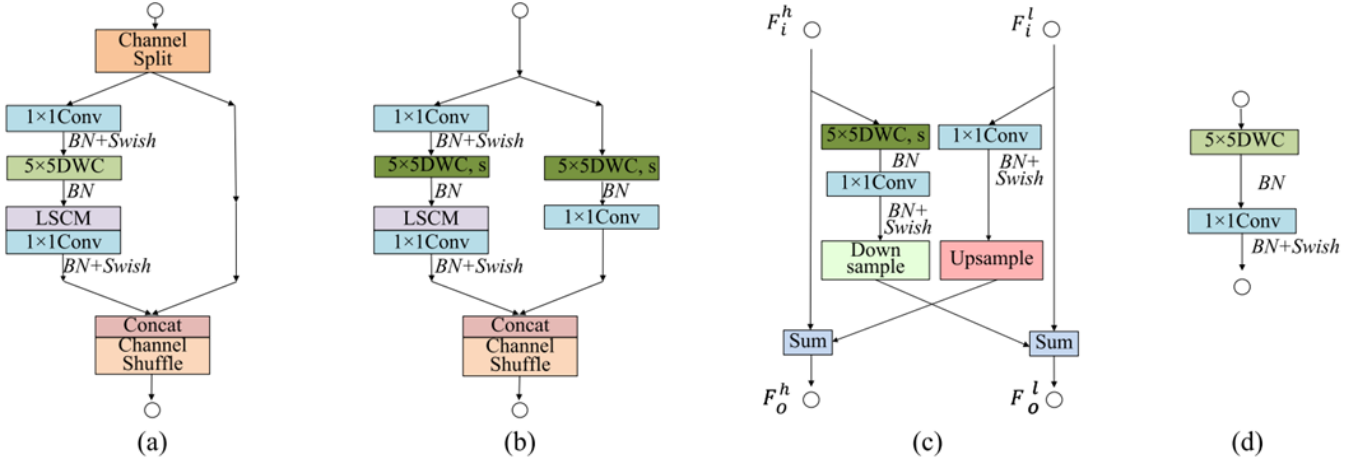 Channel
Split
1×1Conv
BN+Swish
5×5DWC
BN
LSCM
1×1Conv
BN+Swish
Concat
Channel
Shuffle
(a)
1×1Conv
BN+Swish
5×5DWC, s
BN
LSCM
1×1Conv
BN+Swish
5×5DWC, s
BN
1×1Conv
Concat
Channel
Shuffle
(b)
F_i^h
F_i^l
5×5DWC, s
BN
1×1Conv
BN+
Swish
Down
sample
1×1Conv
BN+
Swish
Upsample
Sum
Sum
F_o^h
F_o^l
(c)
5×5DWC
BN
1×1Conv
BN+Swish
(d)